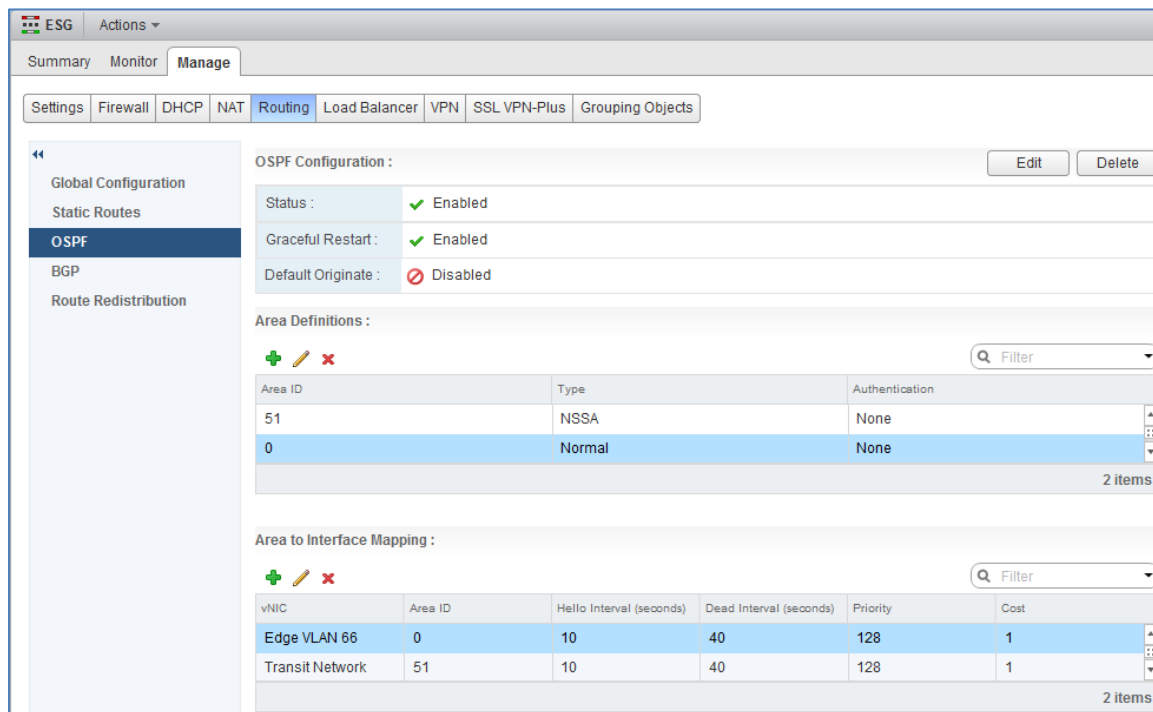 ESG Actions
Summary Monitor Manage
Settings Firewall DHCP NAT Routing Load Balancer VPN SSL VPN-Plus Grouping Objects
Global Configuration
Static Routes
OSPF
BGP
Route Redistribution
OSPF Configuration :
Edit Delete
Status : Enabled
Graceful Restart : Enabled
Default Originate : Disabled
Area Definitions :
Filter
Area ID Type Authentication
51 NSSA None
0 Normal None
2 items
Area to Interface Mapping :
Filter
vNIC Area ID Hello Interval (seconds) Dead Interval (seconds) Priority Cost
Edge VLAN 66 0 10 40 128 1
Transit Network 51 10 40 128 1
2 items